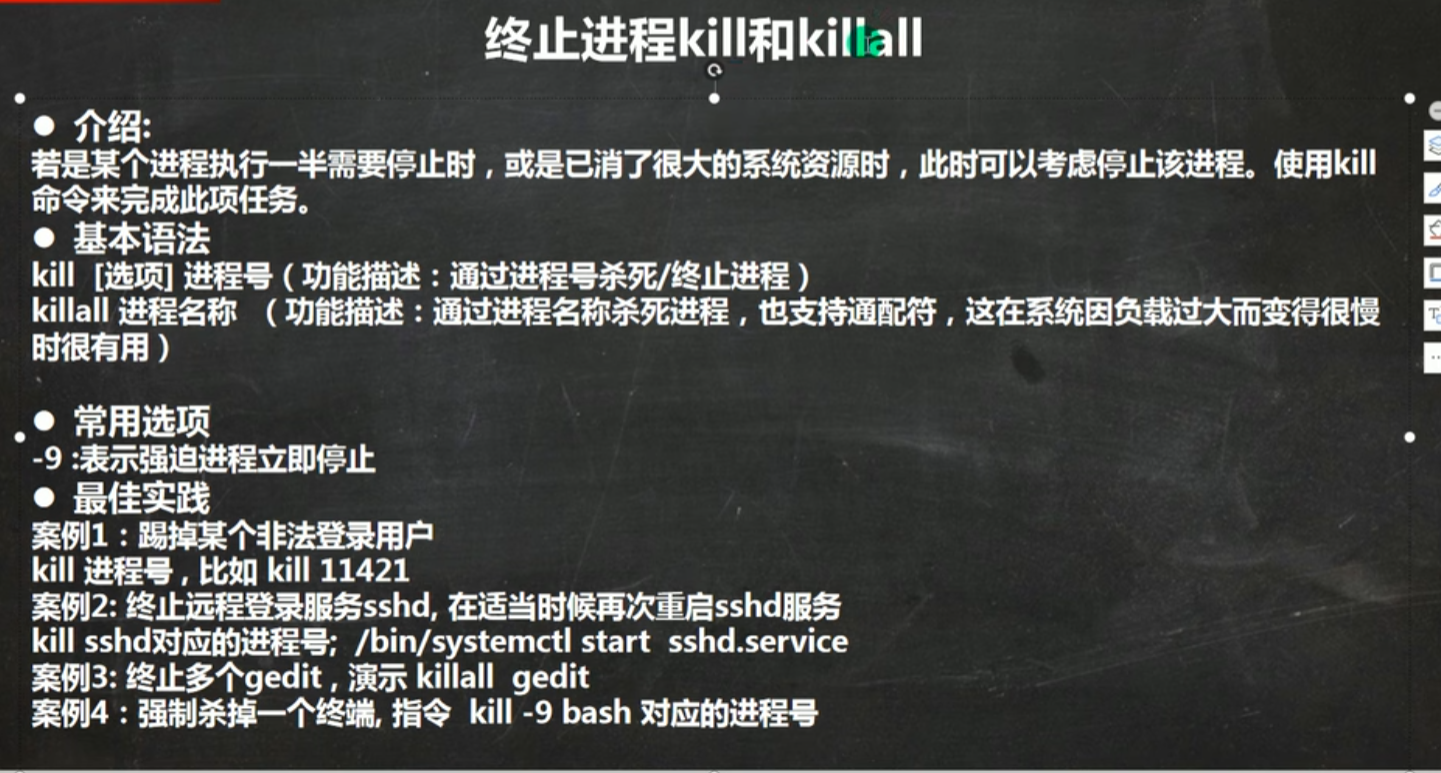 终止进程kill和killall
● 介绍:
若是某个进程执行一半需要停止时，或是已消了很大的系统资源时，此时可以考虑停止该进程。使用kill
命令来完成此项任务。
● 基本语法
kill [选项] 进程号（功能描述：通过进程号杀死/终止进程）
killall 进程名称 （功能描述：通过进程名称杀死进程，也支持通配符，这在系统因负载过大而变得很慢
时很有用）
● 常用选项
-9 :表示强迫进程立即停止
● 最佳实践
案例1：踢掉某个非法登录用户
kill 进程号 , 比如 kill 11421
案例2: 终止远程登录服务sshd, 在适当时候再次重启sshd服务
kill sshd对应的进程号; /bin/systemctl start sshd.service
案例3: 终止多个gedit , 演示 killall gedit
案例4：强制杀掉一个终端, 指令 kill -9 bash 对应的进程号